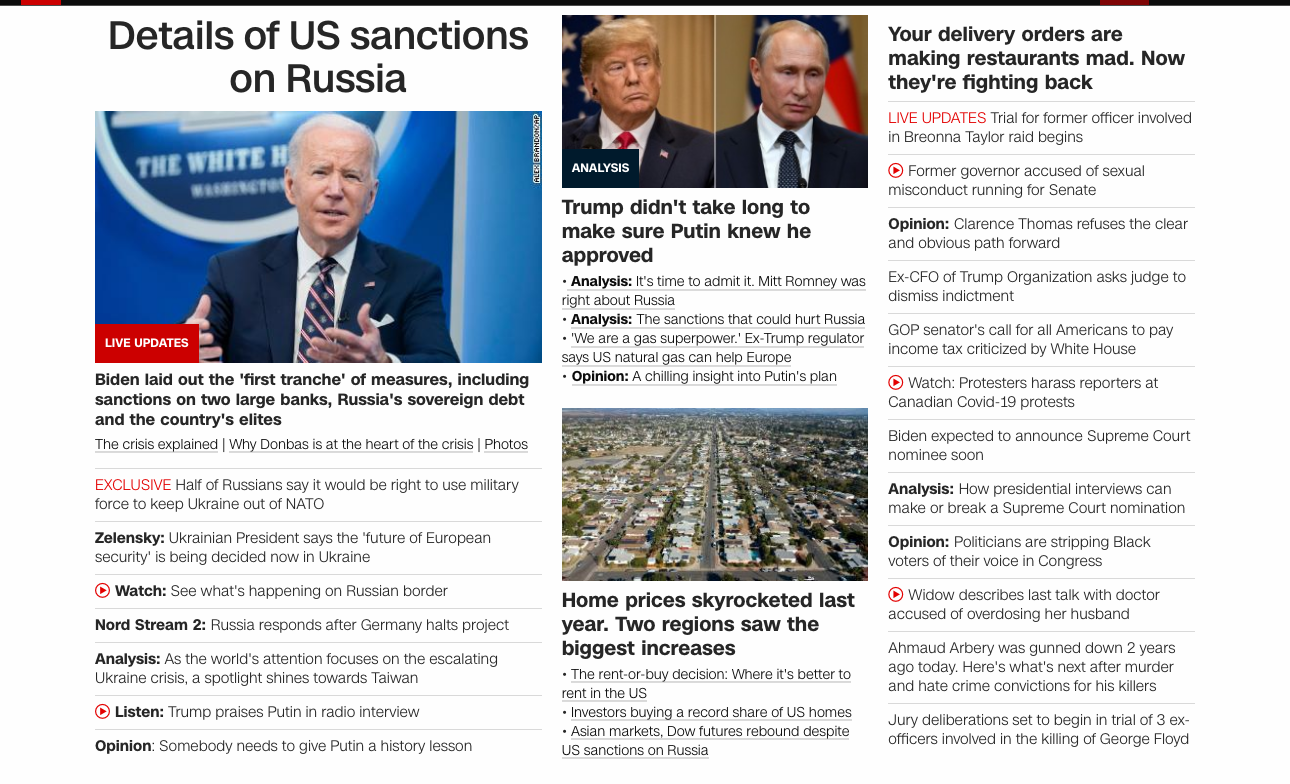 Details of US sanctions
on Russia
THE WHITE H
WASHINGTON
ALEX BRANDON/AP
LIVE UPDATES
Biden laid out the 'first tranche' of measures, including
sanctions on two large banks, Russia's sovereign debt
and the country's elites
The crisis explained | Why Donbas is at the heart of the crisis | Photos
EXCLUSIVE Half of Russians say it would be right to use military
force to keep Ukraine out of NATO
Zelensky: Ukrainian President says the 'future of European
security' is being decided now in Ukraine
Watch: See what's happening on Russian border
Nord Stream 2: Russia responds after Germany halts project
Analysis: As the world's attention focuses on the escalating
Ukraine crisis, a spotlight shines towards Taiwan
Listen: Trump praises Putin in radio interview
Opinion: Somebody needs to give Putin a history lesson
ANALYSIS
Trump didn't take long to
make sure Putin knew he
approved
• Analysis: It's time to admit it. Mitt Romney was
right about Russia
• Analysis: The sanctions that could hurt Russia
• 'We are a gas superpower.' Ex-Trump regulator
says US natural gas can help Europe
• Opinion: A chilling insight into Putin's plan
Home prices skyrocketed last
year. Two regions saw the
biggest increases
• The rent-or-buy decision: Where it's better to
rent in the US
• Investors buying a record share of US homes
• Asian markets, Dow futures rebound despite
US sanctions on Russia
Your delivery orders are
making restaurants mad. Now
they're fighting back
LIVE UPDATES Trial for former officer involved
in Breonna Taylor raid begins
Former governor accused of sexual
misconduct running for Senate
Opinion: Clarence Thomas refuses the clear
and obvious path forward
Ex-CFO of Trump Organization asks judge to
dismiss indictment
GOP senator's call for all Americans to pay
income tax criticized by White House
Watch: Protesters harass reporters at
Canadian Covid-19 protests
Biden expected to announce Supreme Court
nominee soon
Analysis: How presidential interviews can
make or break a Supreme Court nomination
Opinion: Politicians are stripping Black
voters of their voice in Congress
Widow describes last talk with doctor
accused of overdosing her husband
Ahmaud Arbery was gunned down 2 years
ago today. Here's what's next after murder
and hate crime convictions for his killers
Jury deliberations set to begin in trial of 3 ex-
officers involved in the killing of George Floyd